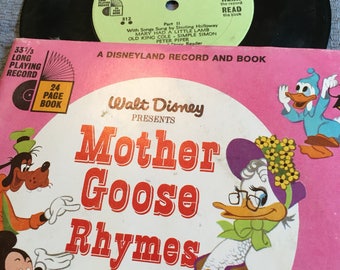 312
Part II
With Songs Sung by Sterling Holloway
MARY HAD A LITTLE LAMB
OLD KING COLE - SIMPLE SIMON
PETER PIPER
READ
33⅓
LONG
PLAYING
RECORD
24
PAGE
BOOK
A DISNEYLAND RECORD AND BOOK
Walt Disney
PRESENTS
Mother
Goose
Rhymes